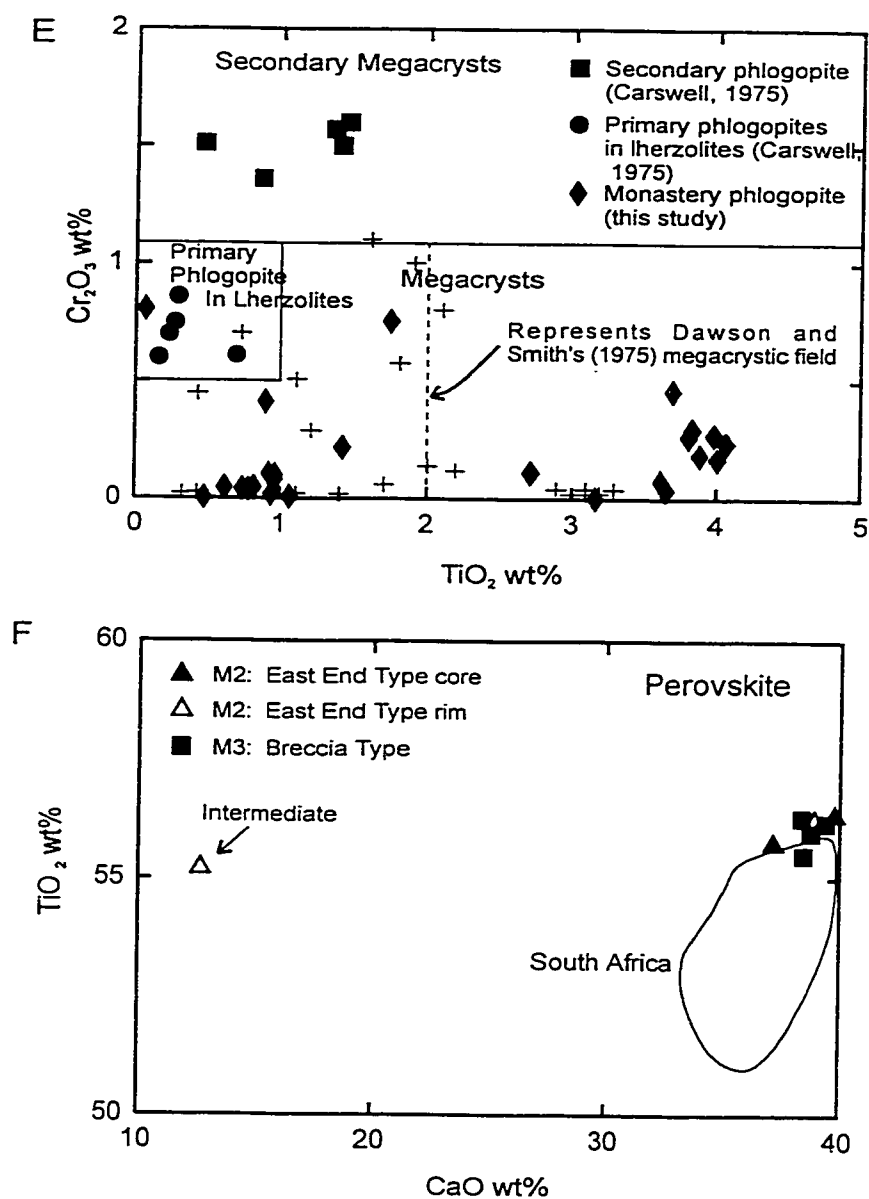 E
2
Secondary Megacrysts
Secondary phlogopite
(Carswell, 1975)
Primary phlogopites
in lherzolites (Carswell,
1975)
Monastery phlogopite
(this study)
Cr₂O₃ wt%
1
Primary
Phlogopite
In Lherzolites
Megacrysts
Represents Dawson and
Smith's (1975) megacrystic field
0
0 1 2 3 4 5
TiO₂ wt%
F
60
M2: East End Type core
M2: East End Type rim
M3: Breccia Type
Perovskite
Intermediate
TiO₂ wt%
55
South Africa
50
10 20 30 40
CaO wt%